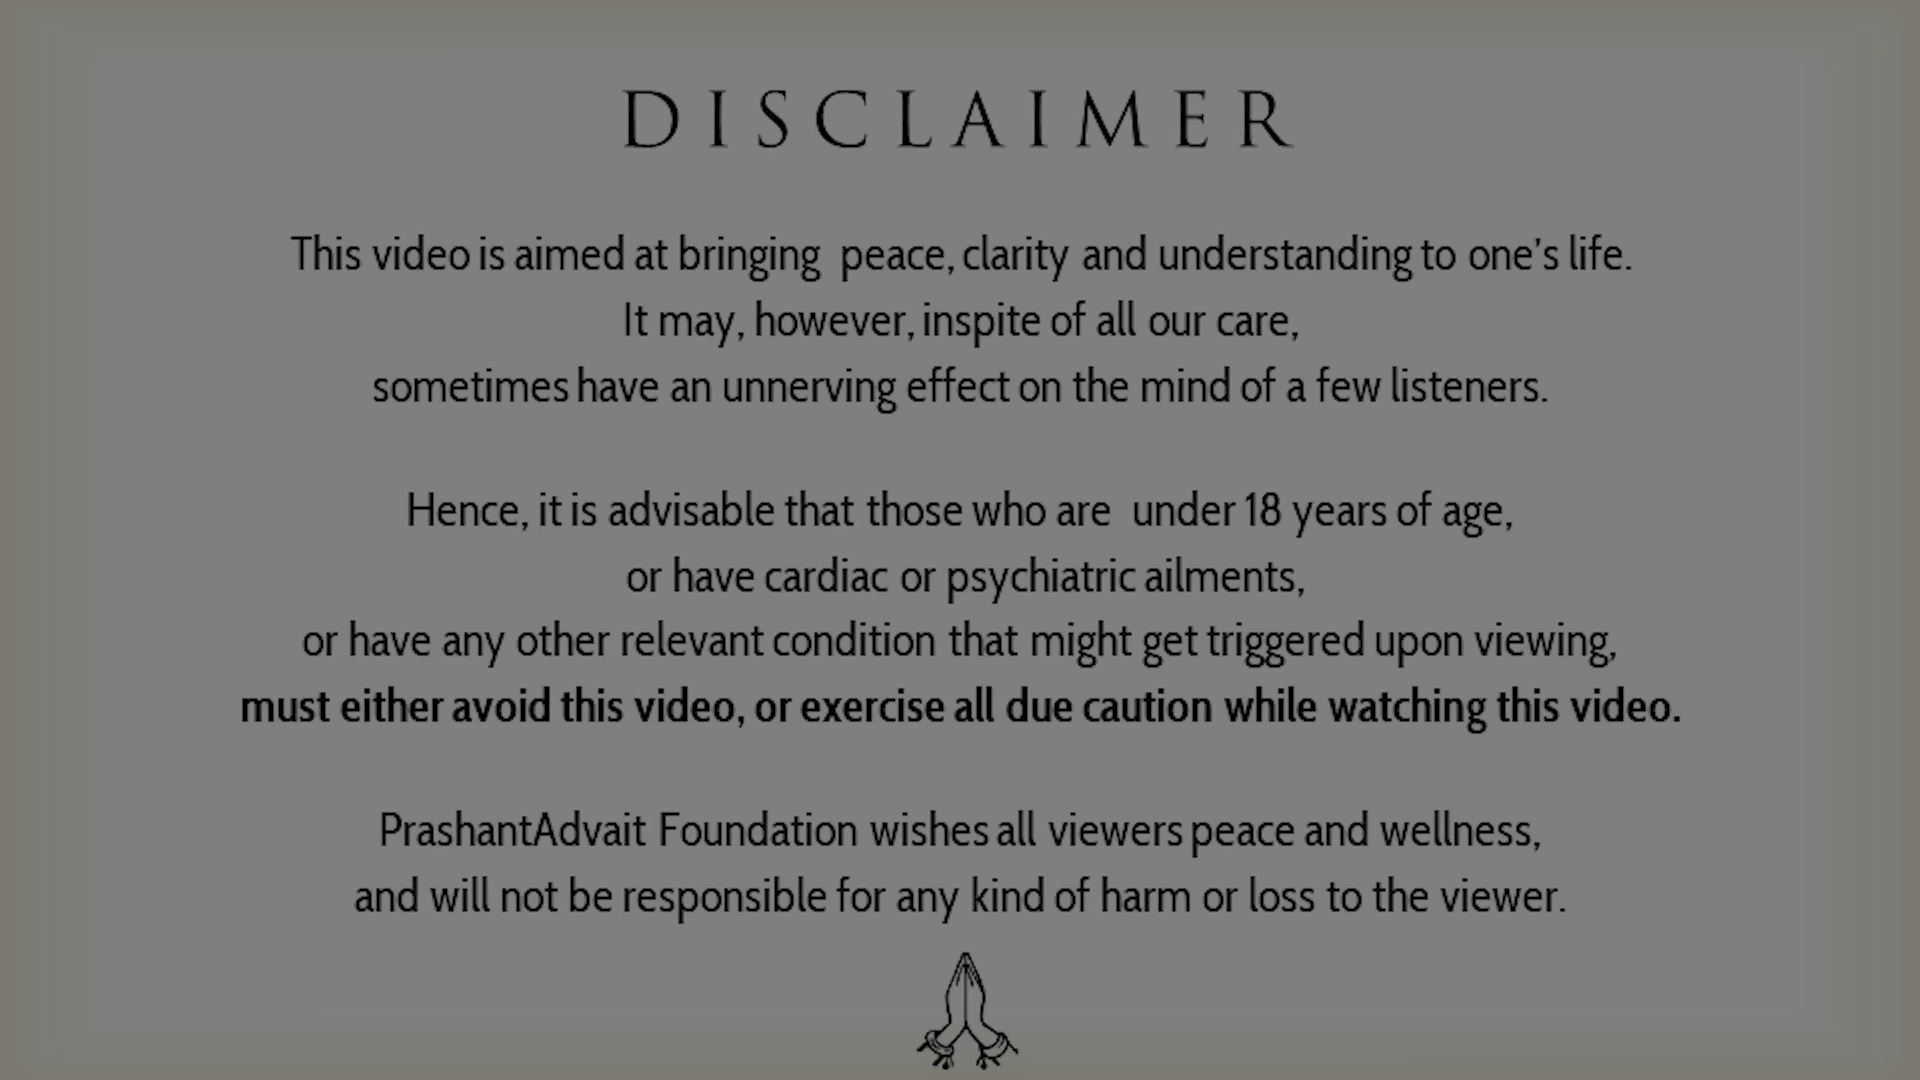 DISCLAIMER
This video is aimed at bringing peace, clarity and understanding to one's life.
It may, however, inspite of all our care,
sometimes have an unnerving effect on the mind of a few listeners.
Hence, it is advisable that those who are under 18 years of age,
or have cardiac or psychiatric ailments,
or have any other relevant condition that might get triggered upon viewing,
must either avoid this video, or exercise all due caution while watching this video.
PrashantAdvait Foundation wishes all viewers peace and wellness,
and will not be responsible for any kind of harm or loss to the viewer.